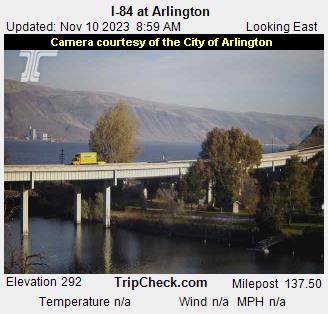 I-84 at Arlington
Updated: Nov 10 2023 8:59 AM Looking East
Camera courtesy of the City of Arlington
Elevation 292 TripCheck.com Milepost 137.50
Temperature n/a Wind n/a MPH n/a